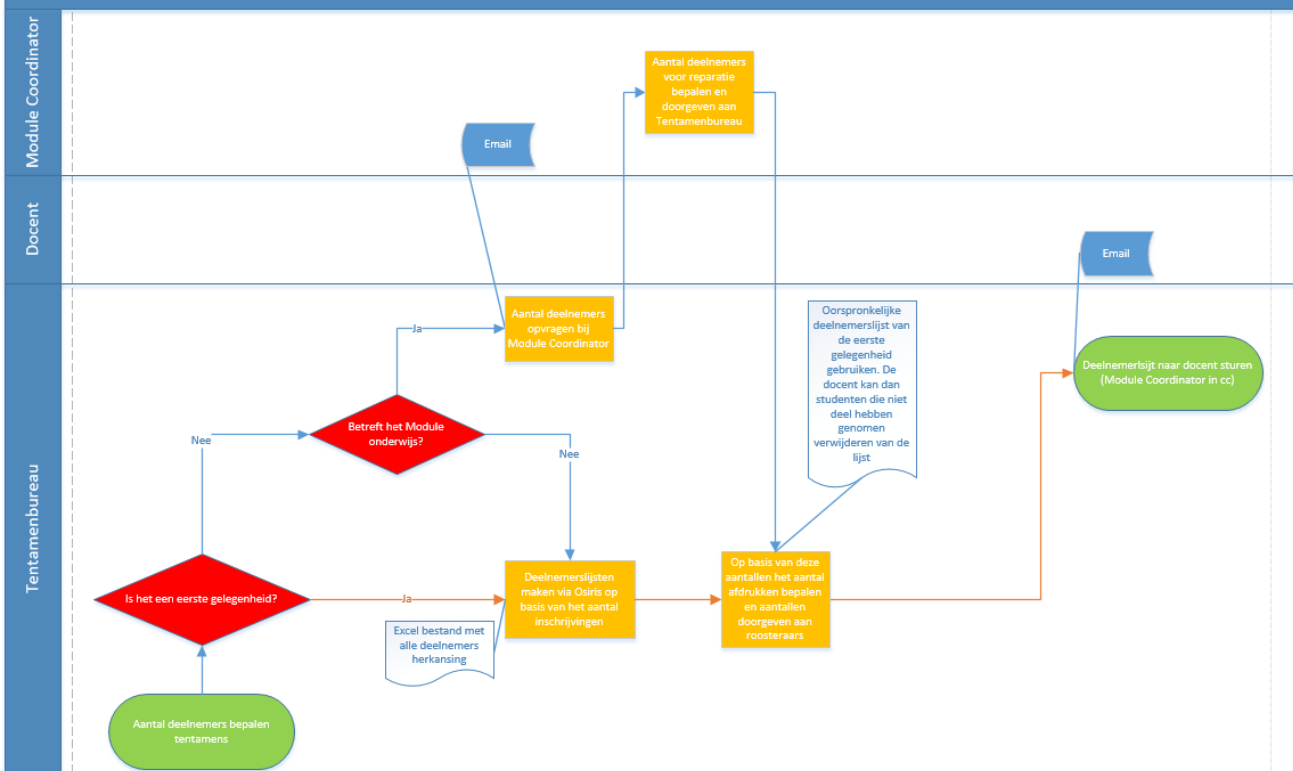 Module Coordinator
Aantal deelnemers
voor reparatie
bepalen en
doorgeven aan
Tentamenbureau
Email
Docent
Email
Tentamenbureau
Aantal deelnemers
opvragen bij
Module Coordinator
Ja
Oorspronkelijke
deelnemerslijst van
de eerste
gelegenheid
gebruiken. De
docent kan dan
studenten die niet
deel hebben
genomen
verwijderen van de
lijst
Deelnemerlsijt naar docent sturen
(Module Coordinator in cc)
Betreft het Module
onderwijs?
Nee
Nee
Is het een eerste gelegenheid?
Ja
Deelnemerslijsten
maken via Osiris op
basis van het aantal
inschrijvingen
Op basis van deze
aantallen het aantal
afdrukken bepalen
en aantallen
doorgeven aan
roosteraars
Excel bestand met
alle deelnemers
herkansing
Aantal deelnemers bepalen
tentamens